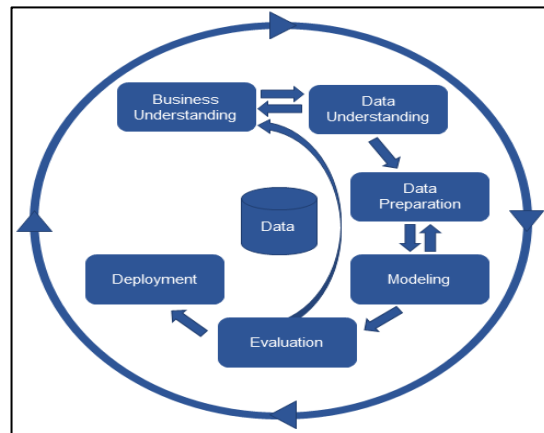 Business
Understanding
Data
Understanding
Data
Preparation
Data
Deployment
Modeling
Evaluation